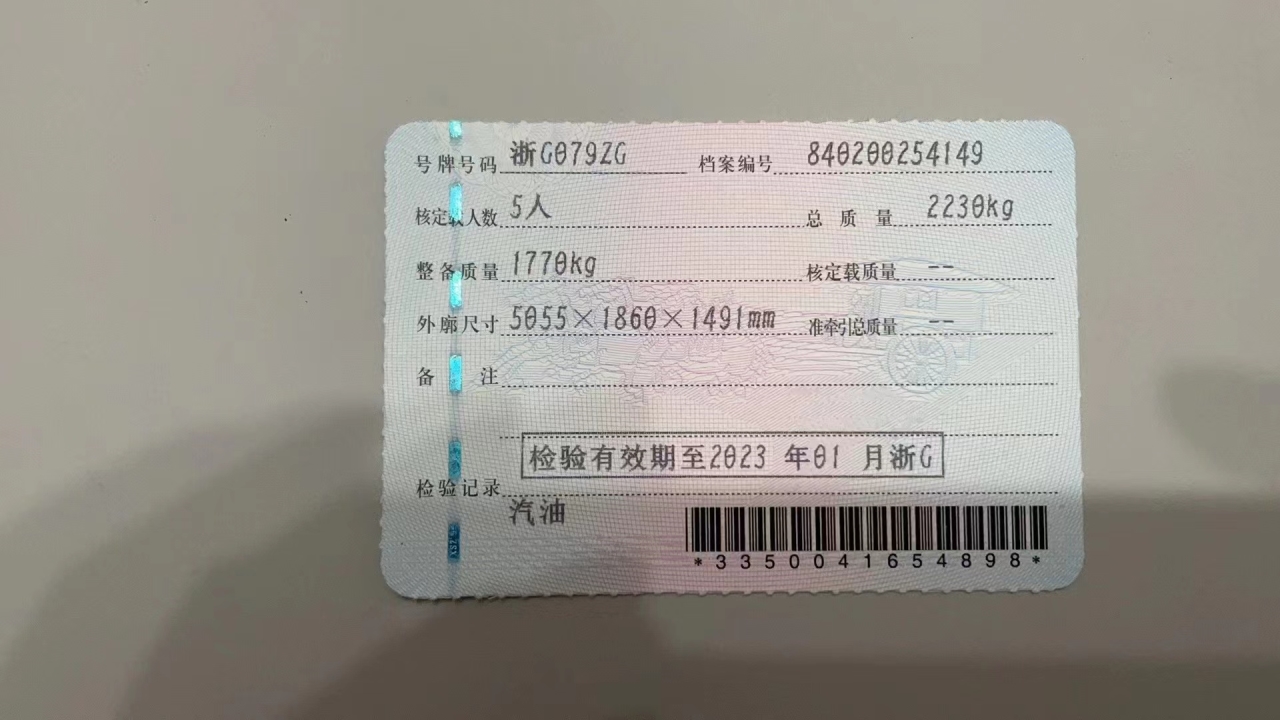 号牌号码 浙G079ZG 档案编号 840200254149
核定载人数 5人 总质量 2230kg
整备质量 1770kg 核定载质量 --
外廓尺寸 5055×1860×1491mm 准牵引总质量 --
备注
检验有效期至2023 年01 月浙G
检验记录
汽油
*3350041654898*